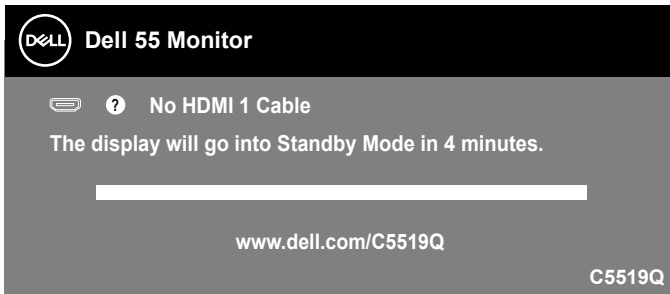 DELL Dell 55 Monitor
? No HDMI 1 Cable
The display will go into Standby Mode in 4 minutes.
www.dell.com/C5519Q
C5519Q